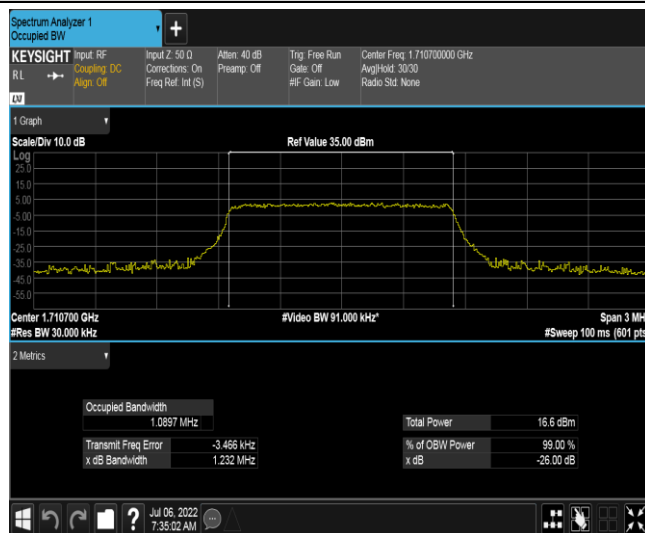 Spectrum Analyzer 1
Occupied BW
KEYSIGHT
RL
Input: RF
Coupling: DC
Align: Off
Input Z: 50 Ω
Corrections: On
Freq Ref: Int (S)
Atten: 40 dB
Preamp: Off
Trig: Free Run
Gate: Off
#IF Gain: Low
Center Freq: 1.710700000 GHz
Avg|Hold: 30/30
Radio Std: None
LXI
1 Graph
Scale/Div 10.0 dB
Ref Value 35.00 dBm
Log
25.0
15.0
5.00
-5.00
-15.0
-25.0
-35.0
-45.0
-55.0
Center 1.710700 GHz
#Video BW 91.000 kHz*
Span 3 MH
#Res BW 30.000 kHz
#Sweep 100 ms (601 pts
2 Metrics
Occupied Bandwidth
1.0897 MHz
Total Power 16.6 dBm
Transmit Freq Error -3.466 kHz
% of OBW Power 99.00 %
x dB Bandwidth 1.232 MHz
x dB -26.00 dB
Jul 06, 2022
7:35:02 AM